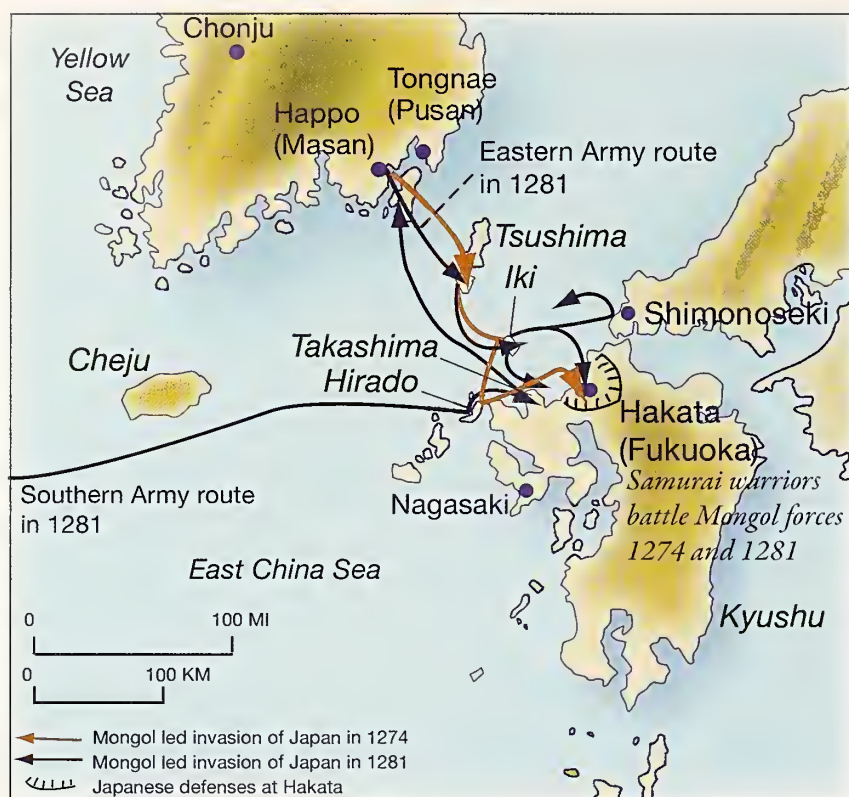 Chonju
Yellow
Sea
Tongnae
(Pusan)
Happo
(Masan)
Eastern Army route
in 1281
Tsushima
Iki
Shimonoseki
Cheju
Takashima
Hirado
Hakata
(Fukuoka)
Samurai warriors
battle Mongol forces
1274 and 1281
Nagasaki
Southern Army route
in 1281
East China Sea
Kyushu
0 100 MI
0 100 KM
Mongol led invasion of Japan in 1274
Mongol led invasion of Japan in 1281
Japanese defenses at Hakata